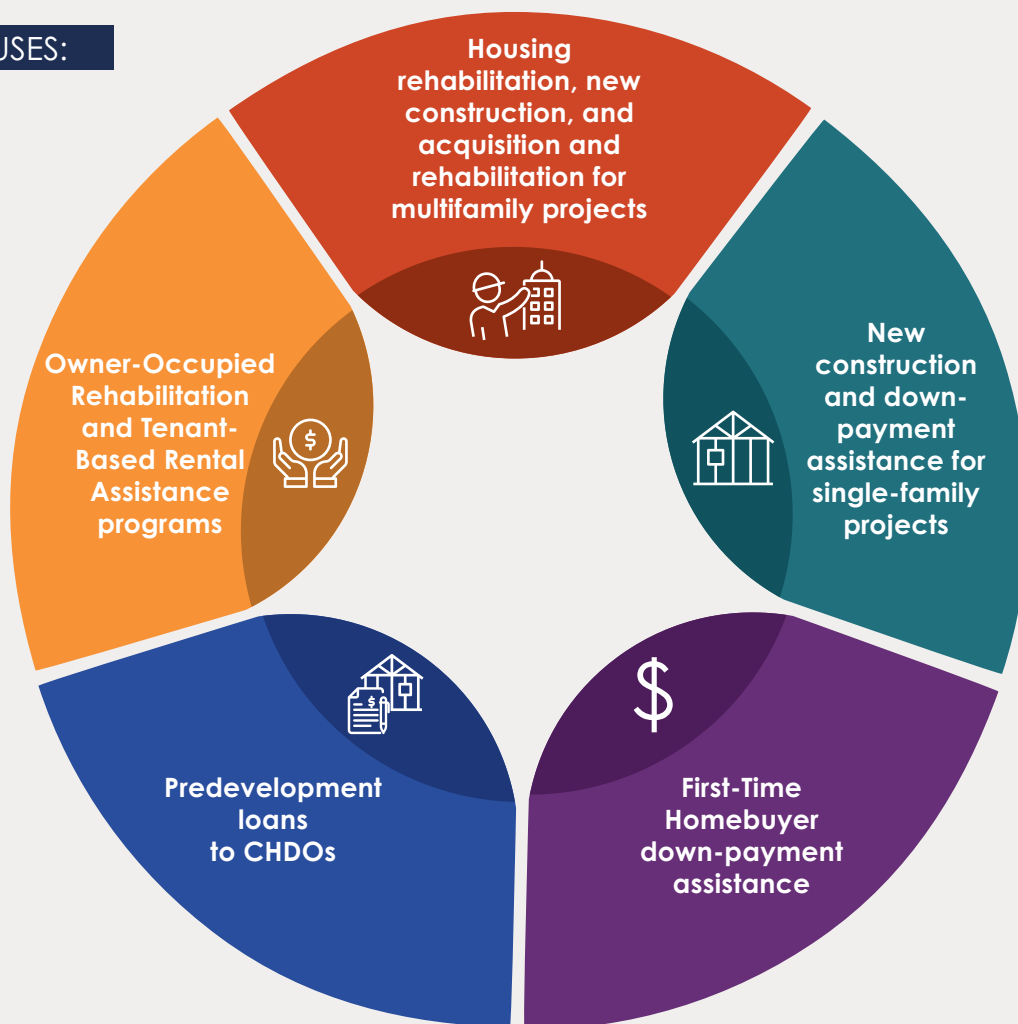 USES:
Housing
rehabilitation, new
construction, and
acquisition and
rehabilitation for
multifamily projects
New
construction
and down-
payment
assistance for
single-family
projects
First-Time
Homebuyer
down-payment
assistance
Predevelopment
loans
to CHDOs
Owner-Occupied
Rehabilitation
and Tenant-
Based Rental
Assistance
programs
$
$
$